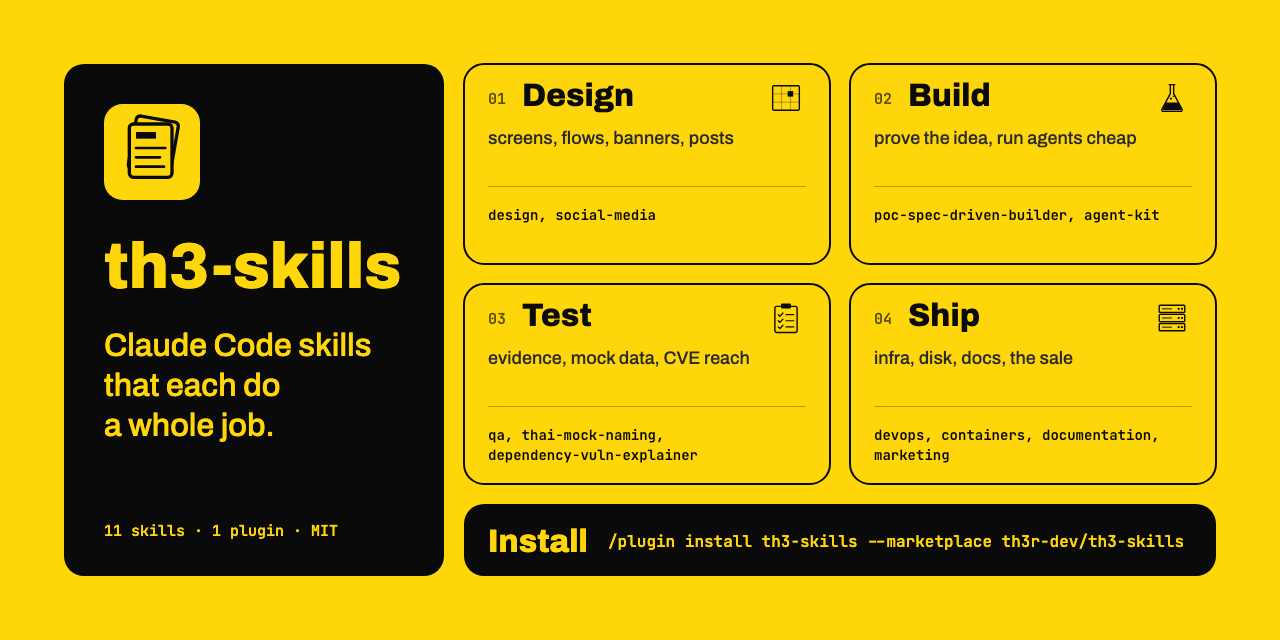 th3-skills
Claude Code skills
that each do
a whole job.
11 skills · 1 plugin · MIT
01 Design
screens, flows, banners, posts
design, social-media
02 Build
prove the idea, run agents cheap
poc-spec-driven-builder, agent-kit
03 Test
evidence, mock data, CVE reach
qa, thai-mock-naming,
dependency-vuln-explainer
04 Ship
infra, disk, docs, the sale
devops, containers, documentation,
marketing
Install /plugin install th3-skills --marketplace th3r-dev/th3-skills